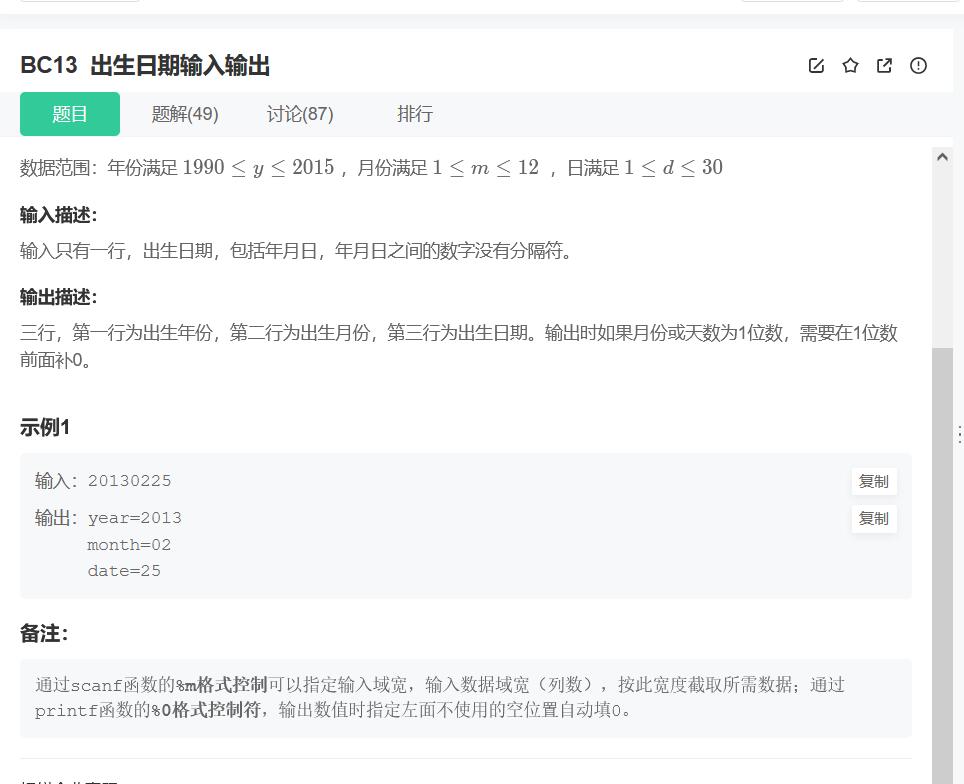 BC13 出生日期输入输出
题目 题解(49) 讨论(87) 排行
数据范围：年份满足 1990 ≤ y ≤ 2015 ，月份满足 1 ≤ m ≤ 12 ，日满足 1 ≤ d ≤ 30
输入描述：
输入只有一行，出生日期，包括年月日，年月日之间的数字没有分隔符。
输出描述：
三行，第一行为出生年份，第二行为出生月份，第三行为出生日期。输出时如果月份或天数为1位数，需要在1位数
前面补0。
示例1
输入：20130225 复制
输出：year=2013 复制
month=02
date=25
备注：
通过scanf函数的%m格式控制可以指定输入域宽，输入数据域宽（列数），按此宽度截取所需数据；通过
printf函数的%0格式控制符，输出数值时指定左面不使用的空位置自动填0。